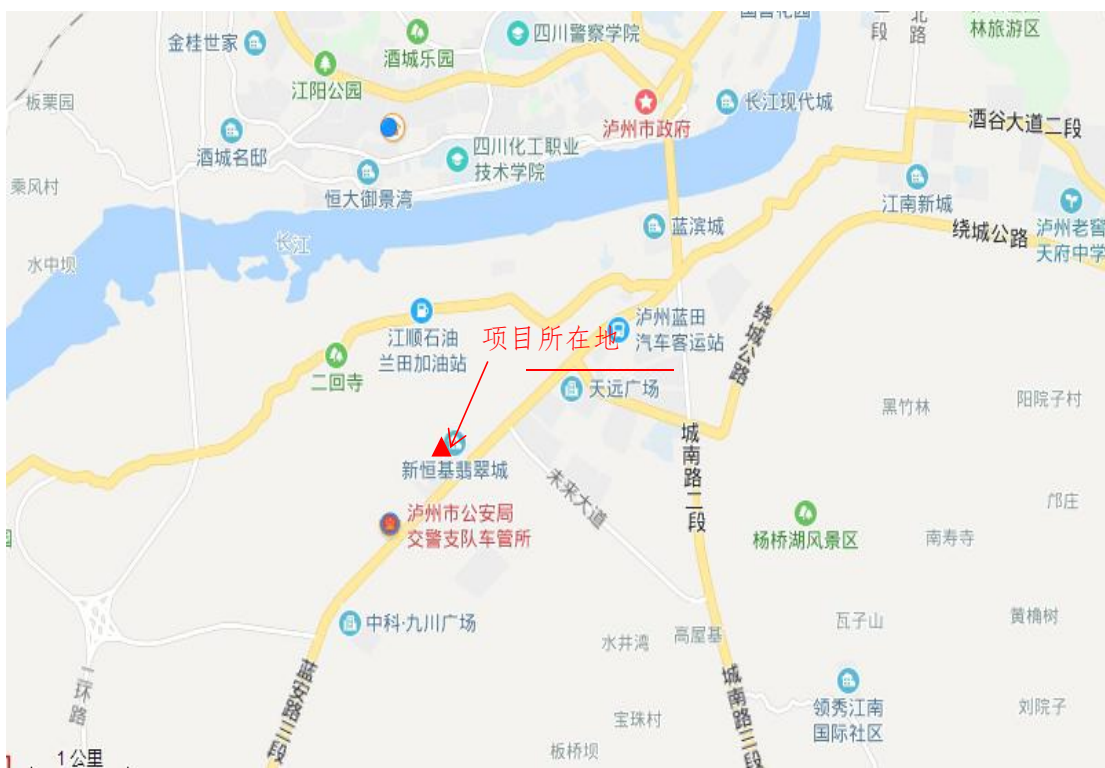 金桂世家
四川警察学院
酒城乐园
段
路
林旅游区
江阳公园
板栗园
泸州市政府
长江现代城
酒谷大道二段
酒城名邸
四川化工职业
技术学院
乘风村
恒大御景湾
江南新城
蓝滨城
绕城公路
泸州老窖
天府中学
长江
水中坝
江顺石油
兰田加油站
项目所在地
泸州蓝田
汽车客运站
绕城公路
二回寺
天远广场
黑竹林
阳院子村
新恒基翡翠城
城南路二段
未来大道
泸州市公安局
交警支队车管所
杨桥湖风景区
南寿寺
邝庄
中科·九川广场
瓦子山
黄桷树
水井湾
高屋基
二环路
蓝安路三段
城南路三段
领秀江南
国际社区
刘院子
宝珠村
板桥坝
1公里